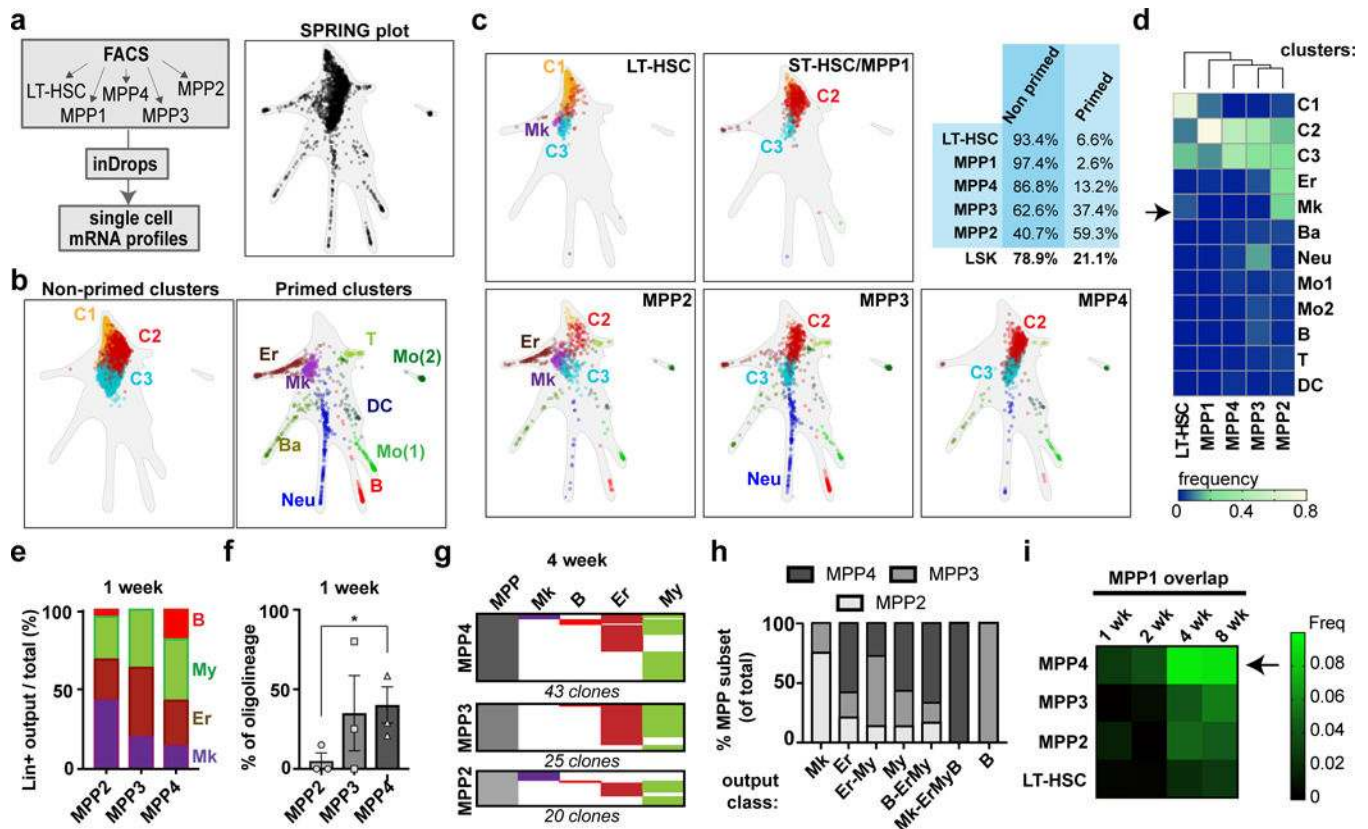 a
FACS
LT-HSC
MPP4
MPP2
MPP1
MPP3
inDrops
single cell
mRNA profiles
SPRING plot
b
Non-primed clusters
C1
C2
C3
Primed clusters
Er
Mk
T
Mo(2)
DC
Ba
Mo(1)
Neu
B
c
LT-HSC
C1
Mk
C3
ST-HSC/MPP1
C2
C3
Non primed
Primed
LT-HSC 93.4% 6.6%
MPP1 97.4% 2.6%
MPP4 86.8% 13.2%
MPP3 62.6% 37.4%
MPP2 40.7% 59.3%
LSK 78.9% 21.1%
MPP2
C2
Er
Mk
C3
MPP3
C2
C3
Neu
MPP4
C2
C3
d
clusters:
C1
C2
C3
Er
Mk
Ba
Neu
Mo1
Mo2
B
T
DC
LT-HSC
MPP1
MPP4
MPP3
MPP2
frequency
0 0.4 0.8
e
1 week
Lin+ output / total (%)
100
50
0
B
My
Er
Mk
MPP2
MPP3
MPP4
f
1 week
% of oligolineage
100
50
0
*
MPP2
MPP3
MPP4
g
4 week
MPP
Mk
B
Er
My
MPP4
43 clones
MPP3
25 clones
MPP2
20 clones
h
MPP4 MPP3
MPP2
% MPP subset
(of total)
100
50
0
output
class:
Mk
Er
Er-My
My
B-ErMy
Mk-ErMyB
B
i
MPP1 overlap
1 wk
2 wk
4 wk
8 wk
MPP4
MPP3
MPP2
LT-HSC
Freq
0.08
0.06
0.04
0.02
0